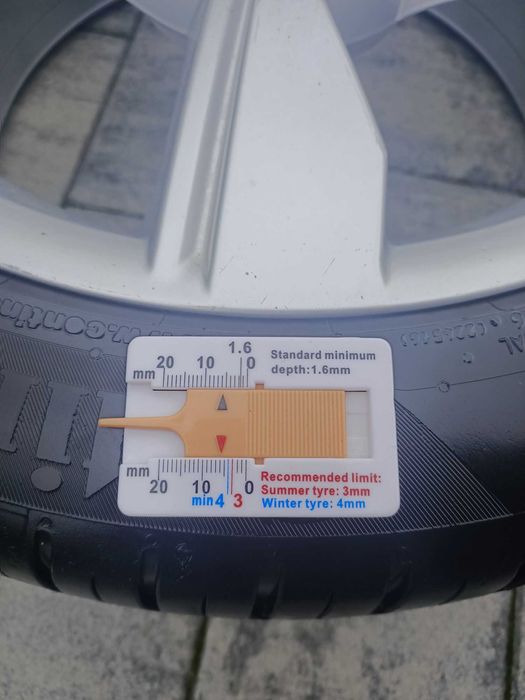 w.contin
1.6
mm 20 10 0
Standard minimum
depth:1.6mm
mm
20 10 0
min4 3
Recommended limit:
Summer tyre: 3mm
Winter tyre: 4mm